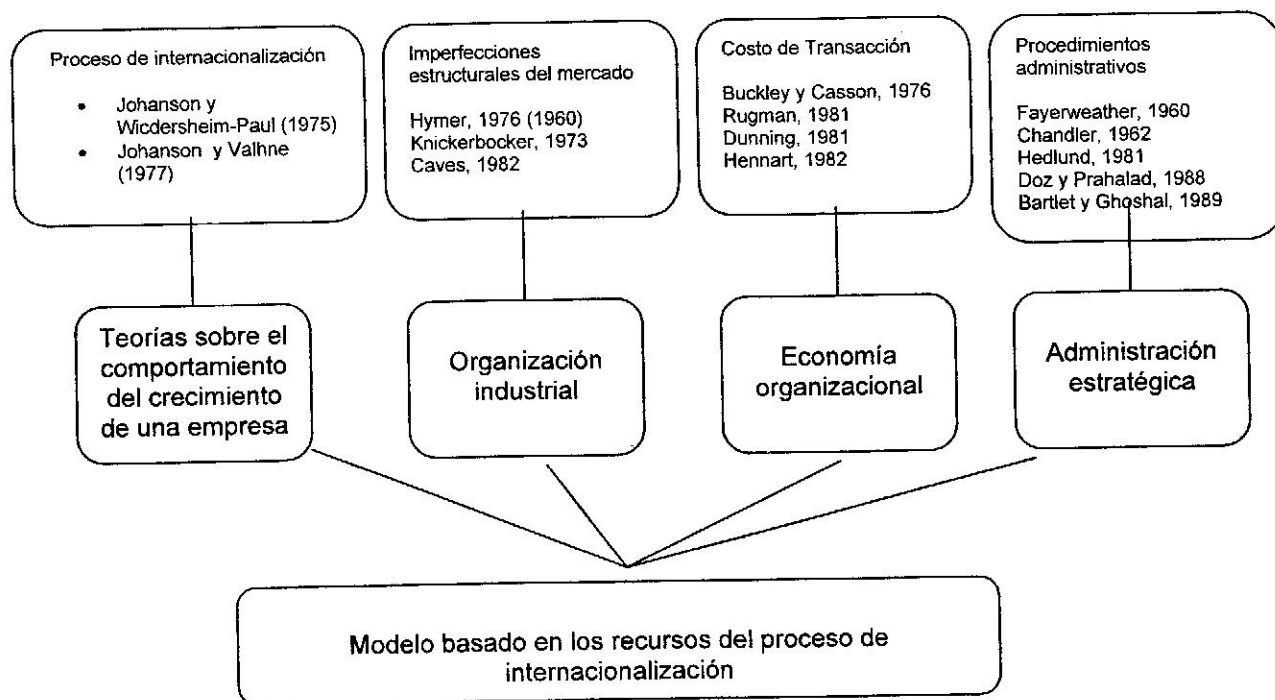 Proceso de internacionalización
• Johanson y
Wicdersheim-Paul (1975)
• Johanson y Valhne
(1977)
Imperfecciones
estructurales del mercado
Hymer, 1976 (1960)
Knickerbocker, 1973
Caves, 1982
Costo de Transacción
Buckley y Casson, 1976
Rugman, 1981
Dunning, 1981
Hennart, 1982
Procedimientos
administrativos
Fayerweather, 1960
Chandler, 1962
Hedlund, 1981
Doz y Prahalad, 1988
Bartlet y Ghoshal, 1989
Teorías sobre el
comportamiento
del crecimiento
de una empresa
Organización
industrial
Economía
organizacional
Administración
estratégica
Modelo basado en los recursos del proceso de
internacionalización